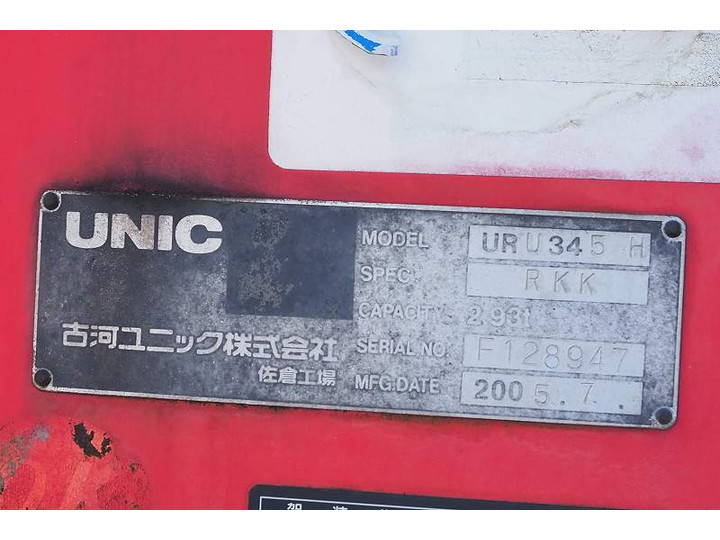 UNIC
MODEL URU345H
SPEC. RKK
CAPACITY 2.93t
古河ユニック株式会社 SERIAL NO. F128947
佐倉工場 MFG.DATE 2005.7.